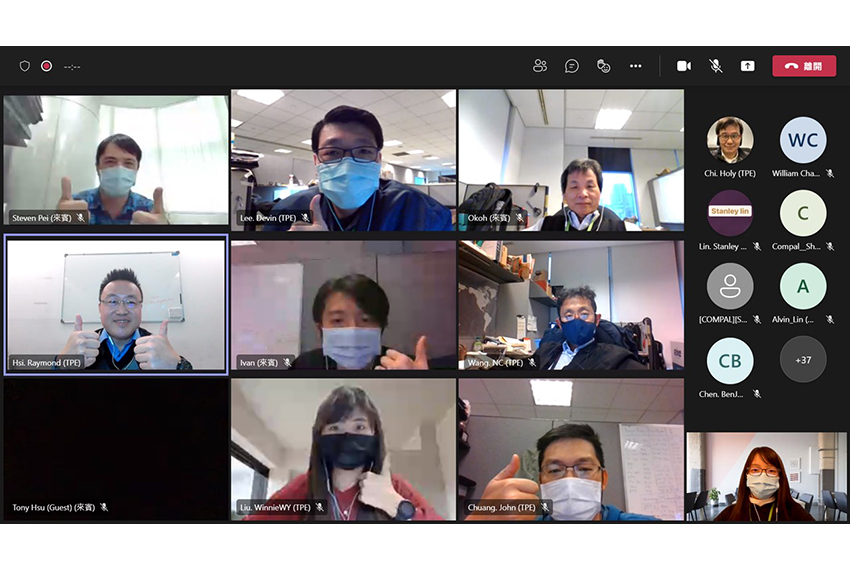 --:--
離開
Steven Pei (來賓)
Lee. Devin (TPE)
Okoh (來賓)
Hsi. Raymond (TPE)
Ivan (來賓)
Wang. NC (TPE)
Tony Hsu (Guest) (來賓)
Liu. WinnieWY (TPE)
Chuang. John (TPE)
Chi. Holy (TPE)
WC
William Cha...
Stanley lin
Lin. Stanley ...
C
Compal__Sh...
[COMPAL][S...
A
Alvin_Lin (...
CB
Chen. BenJ...
+37